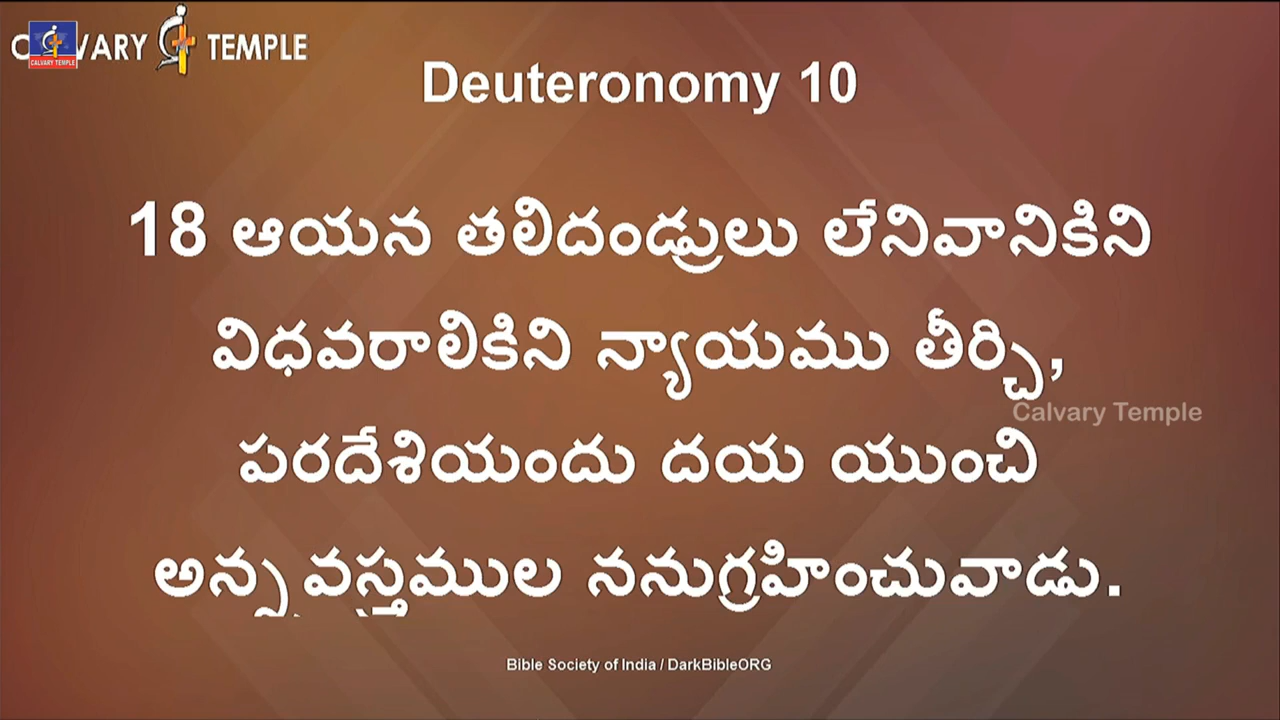 CALVARY TEMPLE
CALVARY TEMPLE
Deuteronomy 10
18 ఆయన తలిదండ్రులు లేనివానికిని
విధవరాలికిని న్యాయము తీర్చి,
Calvary Temple
పరదేశియందు దయ యుంచి
అన్న వస్త్రముల ననుగ్రహించువాడు.
Bible Society of India / DarkBibleORG